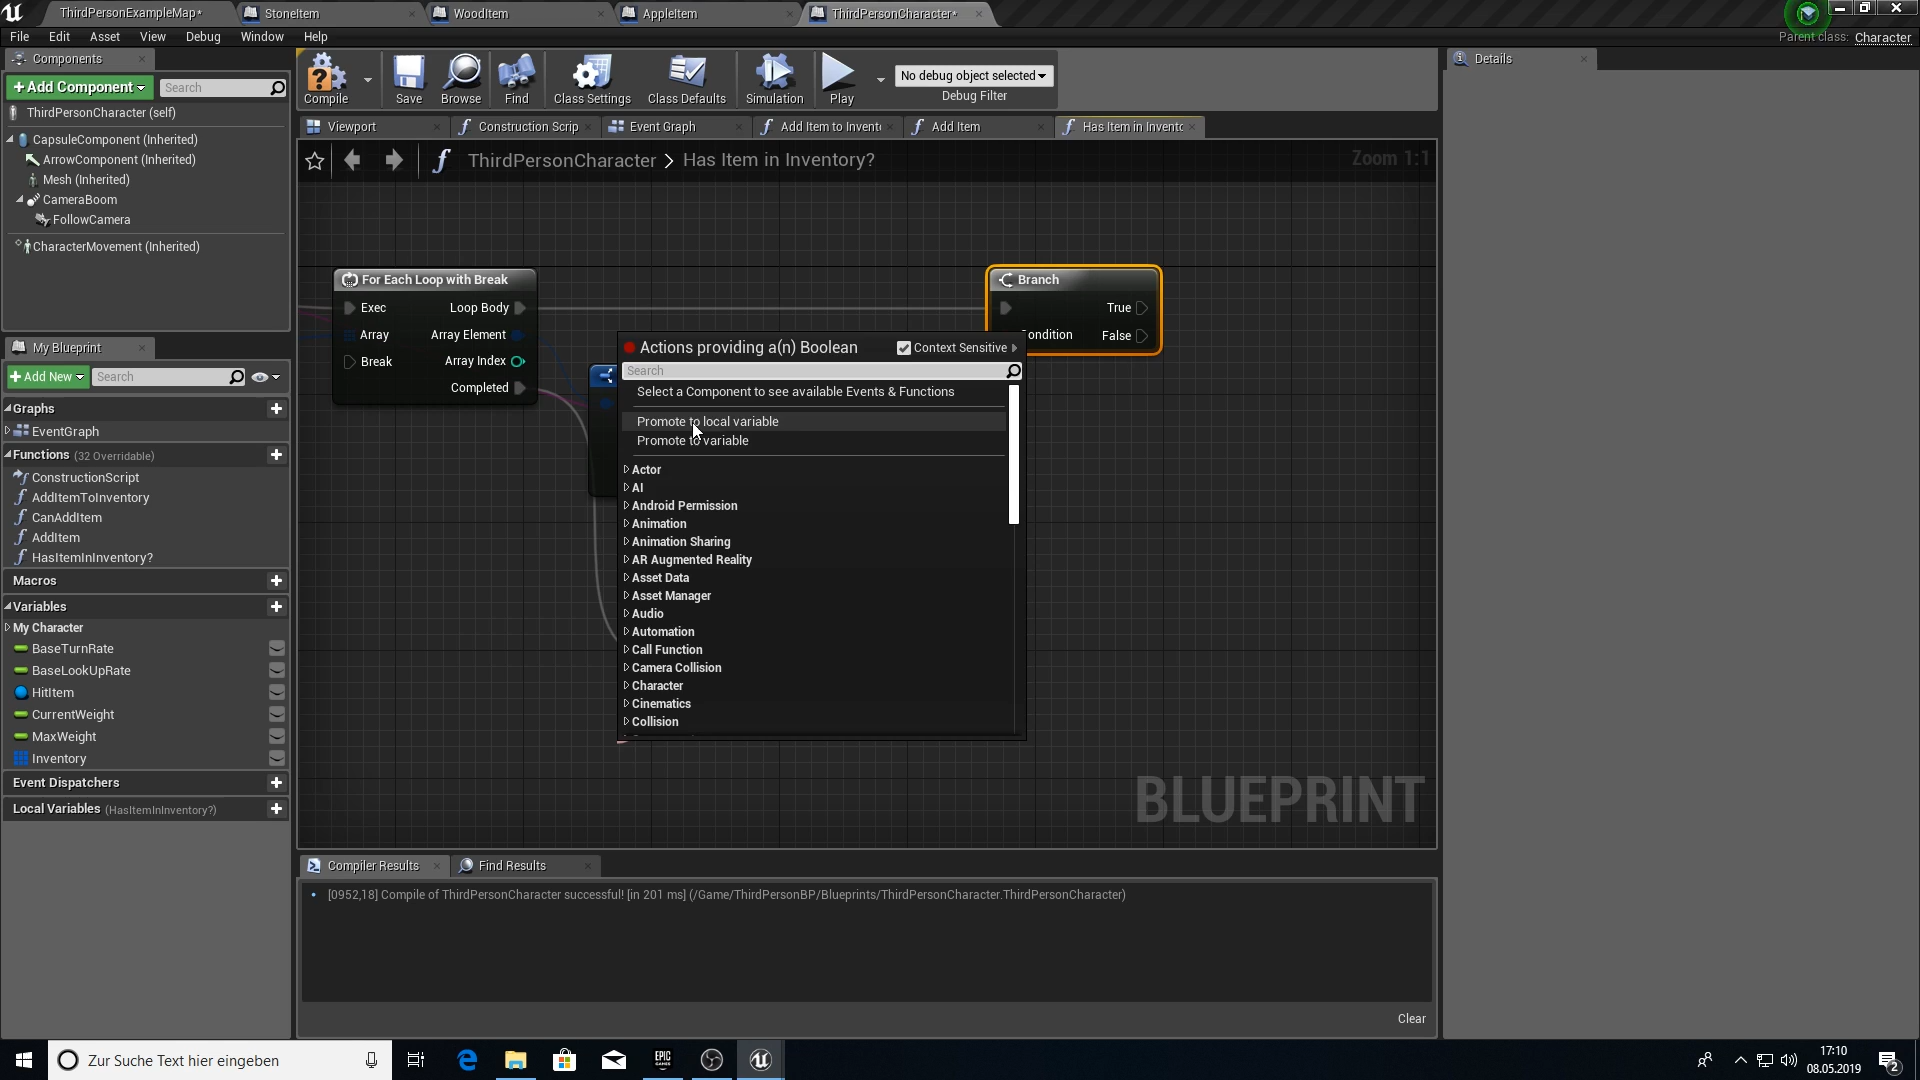 ThirdPersonExampleMap*
StoneItem
WoodItem
AppleItem
ThirdPersonCharacter*
File Edit Asset View Debug Window Help
Parent class: Character
Components
+Add Component
Search
ThirdPersonCharacter (self)
CapsuleComponent (Inherited)
ArrowComponent (Inherited)
Mesh (Inherited)
CameraBoom
FollowCamera
CharacterMovement (Inherited)
Compile
Save
Browse
Find
Class Settings
Class Defaults
Simulation
Play
No debug object selected
Debug Filter
Details
Viewport
Construction Scrip
Event Graph
Add Item to Invent
Add Item
Has Item in Invent
ThirdPersonCharacter > Has Item in Inventory?
Zoom 1:1
For Each Loop with Break
Exec
Loop Body
Array
Array Element
Break
Array Index
Completed
Branch
True
Condition
False
Actions providing a(n) Boolean
Context Sensitive
Search
Select a Component to see available Events & Functions
Promote to local variable
Promote to variable
Actor
AI
Android Permission
Animation
Animation Sharing
AR Augmented Reality
Asset Data
Asset Manager
Audio
Automation
Call Function
Camera Collision
Character
Cinematics
Collision
BLUEPRINT
My Blueprint
+Add New
Search
Graphs
EventGraph
Functions (32 Overridable)
ConstructionScript
AddItemToInventory
CanAddItem
AddItem
HasItemInInventory?
Macros
Variables
My Character
BaseTurnRate
BaseLookUpRate
HitItem
CurrentWeight
MaxWeight
Inventory
Event Dispatchers
Local Variables (HasItemInInventory?)
Compiler Results
Find Results
[0952,18] Compile of ThirdPersonCharacter successful! [in 201 ms] (/Game/ThirdPersonBP/Blueprints/ThirdPersonCharacter.ThirdPersonCharacter)
Clear
Zur Suche Text hier eingeben
EPIC
GAMES
17:10
08.05.2019
2